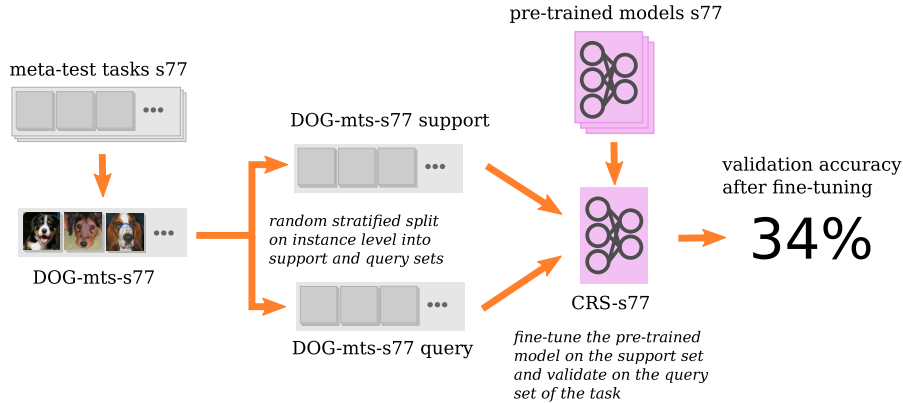 pre-trained models s77
meta-test tasks s77
DOG-mts-s77 support
validation accuracy
after fine-tuning
34%
random stratified split
on instance level into
support and query sets
DOG-mts-s77
CRS-s77
DOG-mts-s77 query
fine-tune the pre-trained
model on the support set
and validate on the query
set of the task